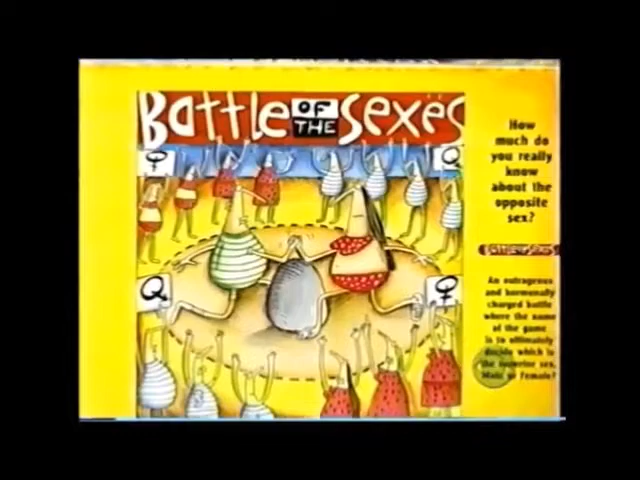 Battle OF THE Sexes
How
much do
you really
know
about the
opposite
sex?
An outrageous
and hormonally
charged battle
where the name
of the game
is to ultimately
decide which is
the superior sex,
Male or Female?